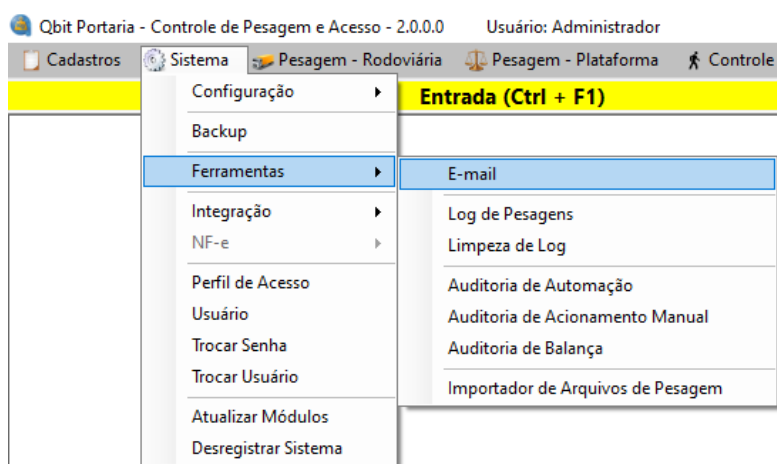 Qbit Portaria - Controle de Pesagem e Acesso - 2.0.0.0 Usuário: Administrador
Cadastros Sistema Pesagem - Rodoviária Pesagem - Plataforma Controle
Entrada (Ctrl + F1)
Configuração
Backup
Ferramentas
Integração
NF-e
Perfil de Acesso
Usuário
Trocar Senha
Trocar Usuário
Atualizar Módulos
Desregistrar Sistema
E-mail
Log de Pesagens
Limpeza de Log
Auditoria de Automação
Auditoria de Acionamento Manual
Auditoria de Balança
Importador de Arquivos de Pesagem